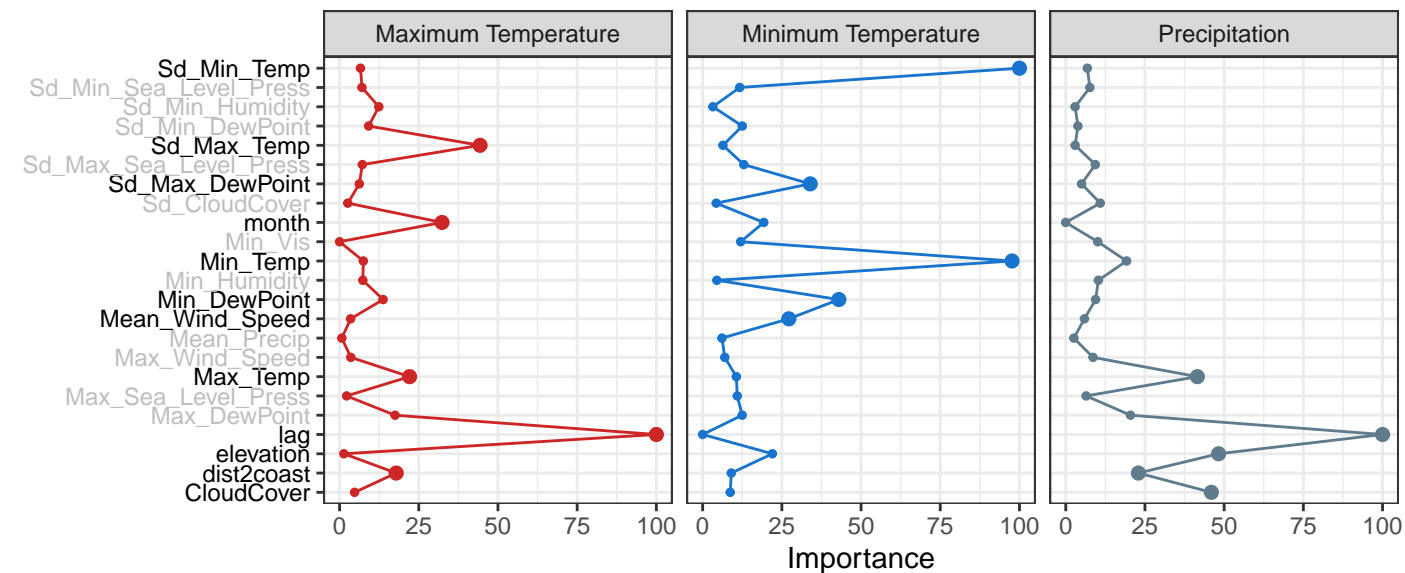 Maximum Temperature Minimum Temperature Precipitation
Sd_Min_Temp
Sd_Min_Sea_Level_Press
Sd_Min_Humidity
Sd_Min_DewPoint
Sd_Max_Temp
Sd_Max_Sea_Level_Press
Sd_Max_DewPoint
Sd_CloudCover
month
Min_Vis
Min_Temp
Min_Humidity
Min_DewPoint
Mean_Wind_Speed
Mean_Precip
Max_Wind_Speed
Max_Temp
Max_Sea_Level_Press
Max_DewPoint
lag
elevation
dist2coast
CloudCover
0 25 50 75 100 0 25 50 75 100 0 25 50 75 100
Importance